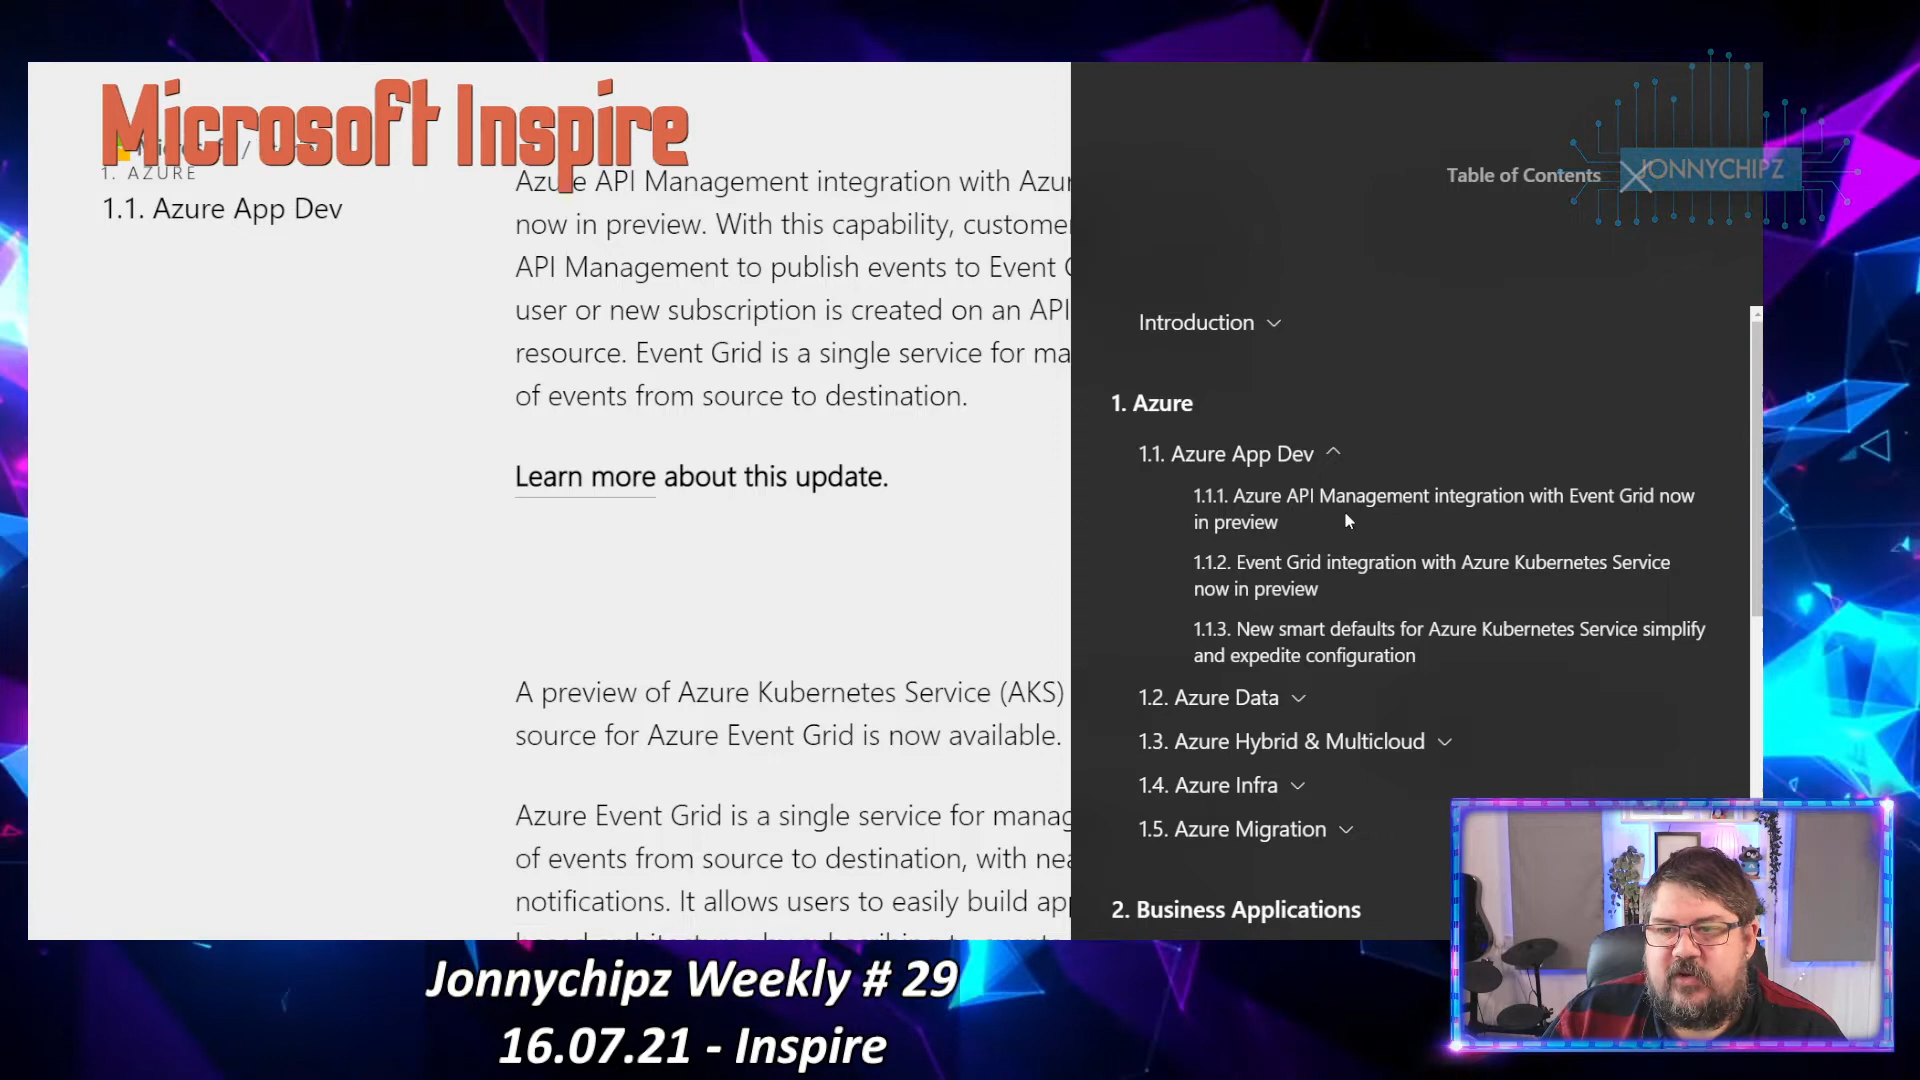 Microsoft Inspire
1. AZURE
1.1. Azure App Dev
Azure API Management integration with Azur
now in preview. With this capability, custome
API Management to publish events to Event
user or new subscription is created on an API
resource. Event Grid is a single service for ma
of events from source to destination.
Learn more about this update.
A preview of Azure Kubernetes Service (AKS)
source for Azure Event Grid is now available.
Azure Event Grid is a single service for manag
of events from source to destination, with nea
notifications. It allows users to easily build ap
Table of Contents
JONNYCHIPZ
Introduction
1. Azure
1.1. Azure App Dev
1.1.1. Azure API Management integration with Event Grid now
in preview
1.1.2. Event Grid integration with Azure Kubernetes Service
now in preview
1.1.3. New smart defaults for Azure Kubernetes Service simplify
and expedite configuration
1.2. Azure Data
1.3. Azure Hybrid & Multicloud
1.4. Azure Infra
1.5. Azure Migration
2. Business Applications
Jonnychipz Weekly # 29
16.07.21 - Inspire